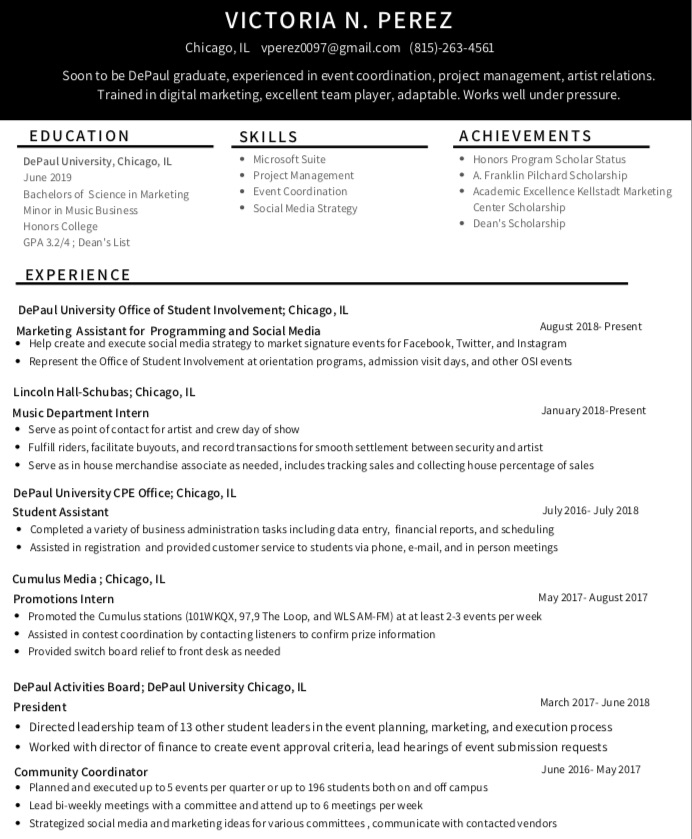 VICTORIA N. PEREZ
Chicago, IL vperez0097@gmail.com (815)-263-4561
Soon to be DePaul graduate, experienced in event coordination, project management, artist relations.
Trained in digital marketing, excellent team player, adaptable. Works well under pressure.
EDUCATION
DePaul University, Chicago, IL
June 2019
Bachelors of Science in Marketing
Minor in Music Business
Honors College
GPA 3.2/4 ; Dean's List
SKILLS
• Microsoft Suite
• Project Management
• Event Coordination
• Social Media Strategy
ACHIEVEMENTS
• Honors Program Scholar Status
• A. Franklin Pilchard Scholarship
• Academic Excellence Kellstadt Marketing
Center Scholarship
• Dean's Scholarship
EXPERIENCE
DePaul University Office of Student Involvement; Chicago, IL
Marketing Assistant for Programming and Social Media August 2018- Present
• Help create and execute social media strategy to market signature events for Facebook, Twitter, and Instagram
• Represent the Office of Student Involvement at orientation programs, admission visit days, and other OSI events
Lincoln Hall-Schubas; Chicago, IL
Music Department Intern January 2018-Present
• Serve as point of contact for artist and crew day of show
• Fulfill riders, facilitate buyouts, and record transactions for smooth settlement between security and artist
• Serve as in house merchandise associate as needed, includes tracking sales and collecting house percentage of sales
DePaul University CPE Office; Chicago, IL
Student Assistant July 2016- July 2018
• Completed a variety of business administration tasks including data entry, financial reports, and scheduling
• Assisted in registration and provided customer service to students via phone, e-mail, and in person meetings
Cumulus Media ; Chicago, IL
Promotions Intern May 2017- August 2017
• Promoted the Cumulus stations (101WKQX, 97,9 The Loop, and WLS AM-FM) at at least 2-3 events per week
• Assisted in contest coordination by contacting listeners to confirm prize information
• Provided switch board relief to front desk as needed
DePaul Activities Board; DePaul University Chicago, IL
President March 2017- June 2018
• Directed leadership team of 13 other student leaders in the event planning, marketing, and execution process
• Worked with director of finance to create event approval criteria, lead hearings of event submission requests
Community Coordinator June 2016- May 2017
• Planned and executed up to 5 events per quarter or up to 196 students both on and off campus
• Lead bi-weekly meetings with a committee and attend up to 6 meetings per week
• Strategized social media and marketing ideas for various committees , communicate with contacted vendors